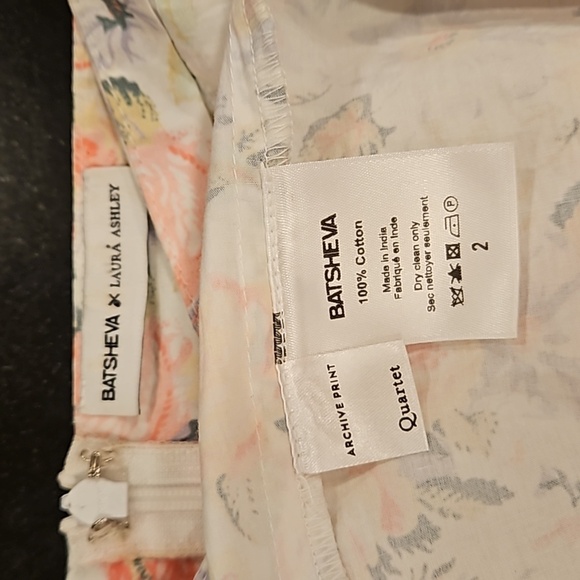 BATSHEVA × LAURA ASHLEY
BATSHEVA
100% Cotton
Made in India
Fabriqué en Inde
Dry clean only
Sec nettoyer seulement
P
2
ARCHIVE PRINT
Quartet